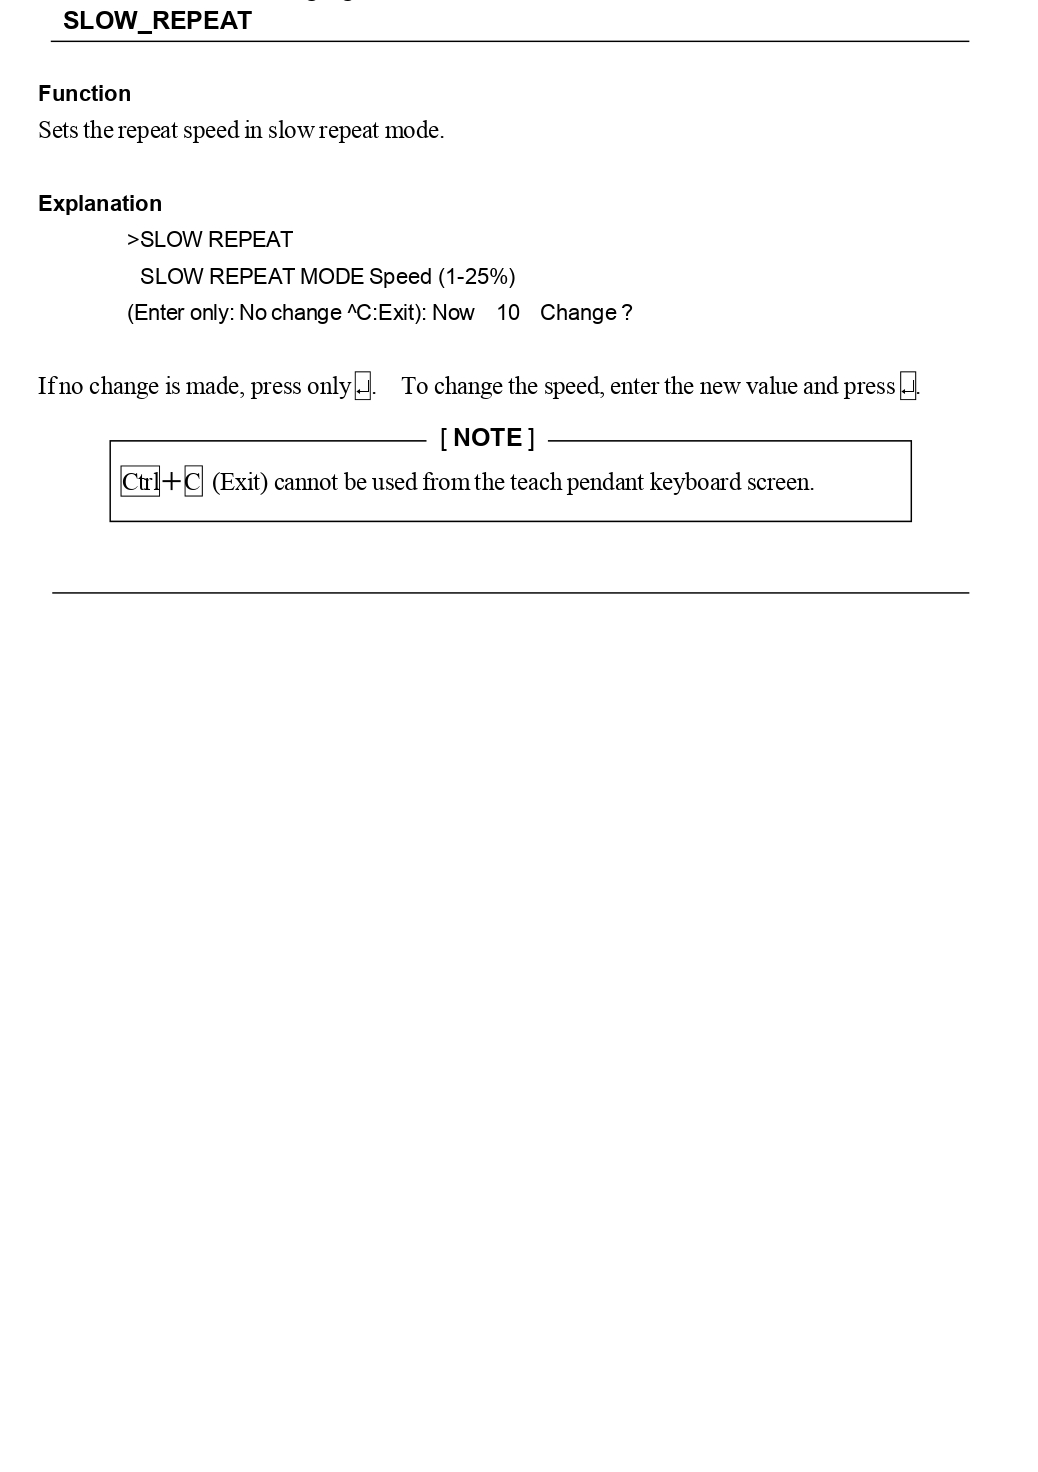 SLOW_REPEAT
Function
Sets the repeat speed in slow repeat mode.
Explanation
>SLOW REPEAT
SLOW REPEAT MODE Speed (1-25%)
(Enter only: No change ^C:Exit): Now 10 Change ?
If no change is made, press only ↵. To change the speed, enter the new value and press ↵.
[ NOTE ]
Ctrl+C (Exit) cannot be used from the teach pendant keyboard screen.